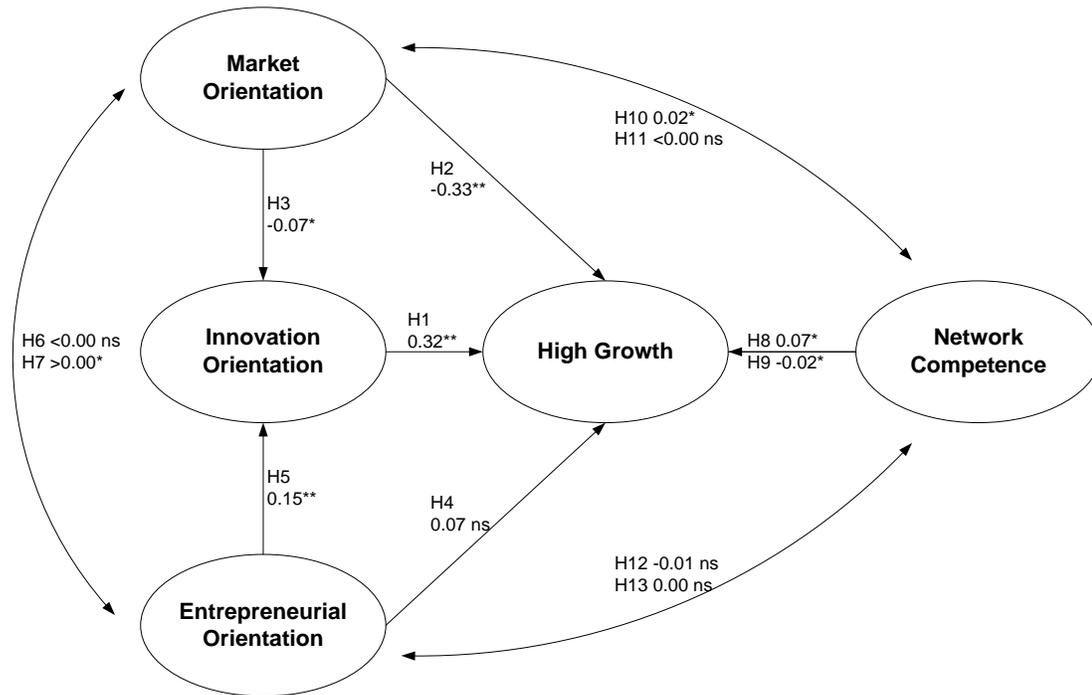 Market
Orientation
H10 0.02*
H11 <0.00 ns
H2
-0.33**
H3
-0.07*
H6 <0.00 ns
H7 >0.00*
Innovation
Orientation
H1
0.32**
High Growth
H8 0.07*
H9 -0.02*
Network
Competence
H5
0.15**
H4
0.07 ns
H12 -0.01 ns
H13 0.00 ns
Entrepreneurial
Orientation